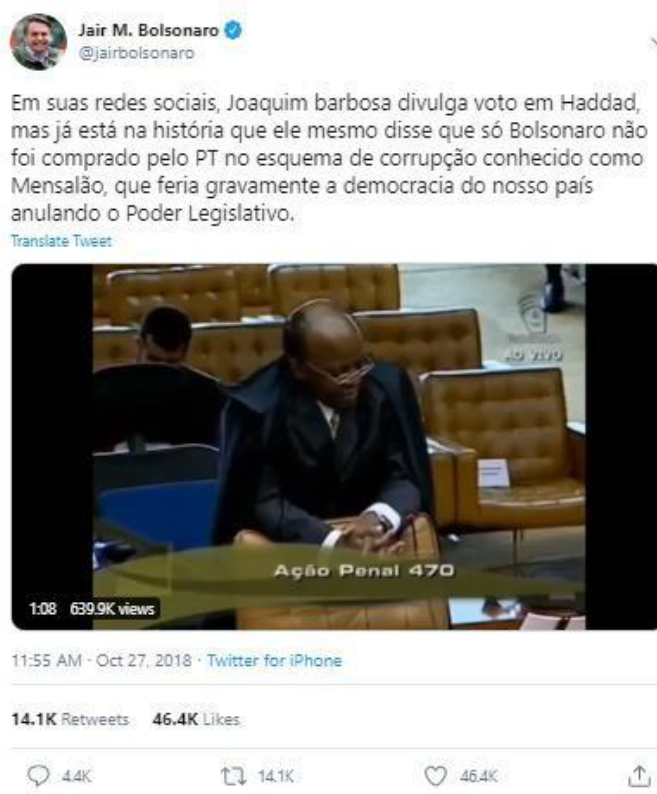 Jair M. Bolsonaro
@jairbolsonaro
Em suas redes sociais, Joaquim barbosa divulga voto em Haddad,
mas já está na história que ele mesmo disse que só Bolsonaro não
foi comprado pelo PT no esquema de corrupção conhecido como
Mensalão, que feria gravamente a democracia do nosso país
anulando o Poder Legislativo.
Translate Tweet
AO VIVO
Ação Penal 470
1:08 639.9K views
11:55 AM · Oct 27, 2018 · Twitter for iPhone
14.1K Retweets 46.4K Likes
4.4K 14.1K 46.4K